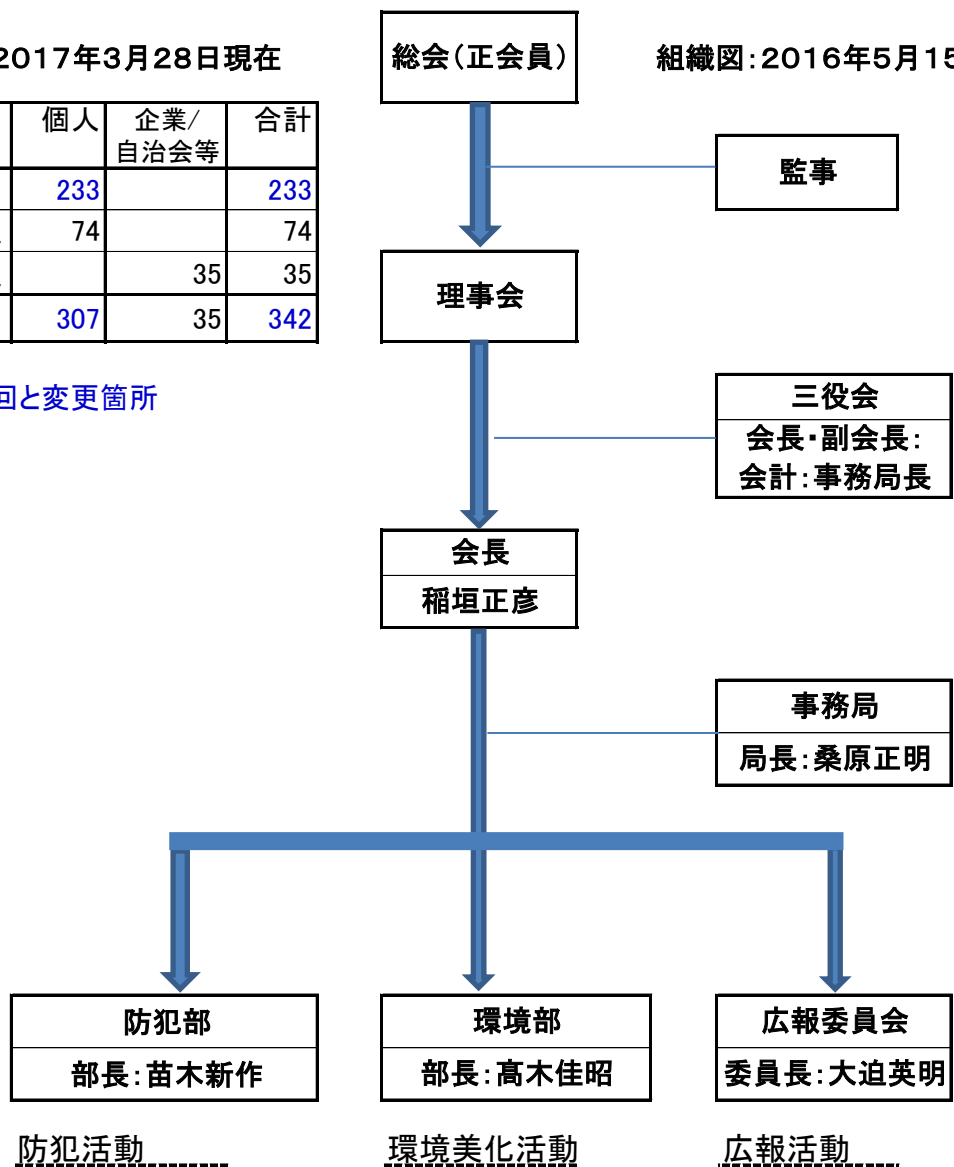 2017年3月28日現在
総会(正会員)
組織図:2016年5月15
個人 企業/自治会等 合計
233 233
74 74
35 35
307 35 342
監事
理事会
回と変更箇所
三役会
会長・副会長:
会計:事務局長
会長
稲垣正彦
事務局
局長:桑原正明
防犯部
部長:苗木新作
環境部
部長:髙木佳昭
広報委員会
委員長:大迫英明
防犯活動
環境美化活動
広報活動